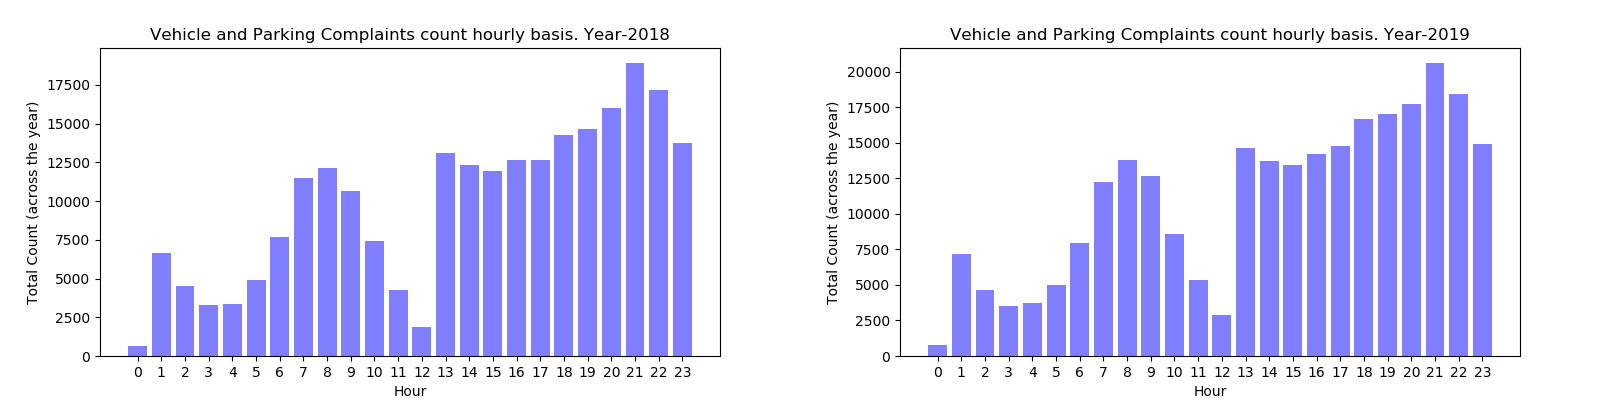 Vehicle and Parking Complaints count hourly basis. Year-2018
Total Count (across the year)
17500
15000
12500
10000
7500
5000
2500
0
0 1 2 3 4 5 6 7 8 9 10 11 12 13 14 15 16 17 18 19 20 21 22 23
Hour
Vehicle and Parking Complaints count hourly basis. Year-2019
Total Count (across the year)
20000
17500
15000
12500
10000
7500
5000
2500
0
0 1 2 3 4 5 6 7 8 9 10 11 12 13 14 15 16 17 18 19 20 21 22 23
Hour